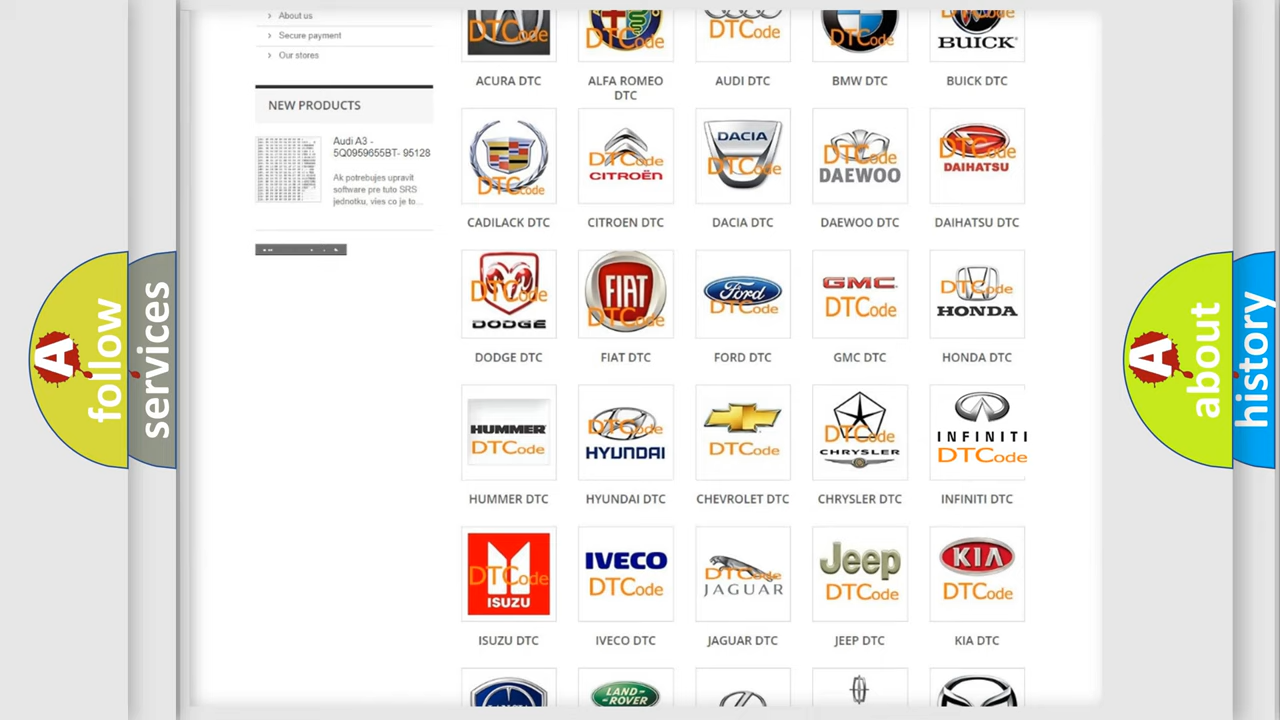 About us
Secure payment
Our stores
NEW PRODUCTS
Audi A3 -
5Q0959655BT- 95128
Ak potrebujes upravit
software pre tuto SRS
jednotku, vies co je to...
DTCode DTCode DTCode DTCode BUICK
ACURA DTC
ALFA ROMEO
DTC
AUDI DTC
BMW DTC
BUICK DTC
DTCode
DTCode
CITROËN
DACIA
DTCode
DTCode
DAEWOO
DTCode
DAIHATSU
CADILACK DTC
CITROEN DTC
DACIA DTC
DAEWOO DTC
DAIHATSU DTC
DTCode
DODGE
FIAT
DTCode
Ford
DTCode
GMC
DTCode
DTCode
HONDA
DODGE DTC
FIAT DTC
FORD DTC
GMC DTC
HONDA DTC
HUMMER
DTCode
DTCode
HYUNDAI
DTCode
DTCode
CHRYSLER
INFINITI
DTCode
HUMMER DTC
HYUNDAI DTC
CHEVROLET DTC
CHRYSLER DTC
INFINITI DTC
DTCode
ISUZU
IVECO
DTCode
DTCode
JAGUAR
Jeep
DTCode
KIA
DTCode
ISUZU DTC
IVECO DTC
JAGUAR DTC
JEEP DTC
KIA DTC
LAND-
ROVER
A
follow
services
A
about
history